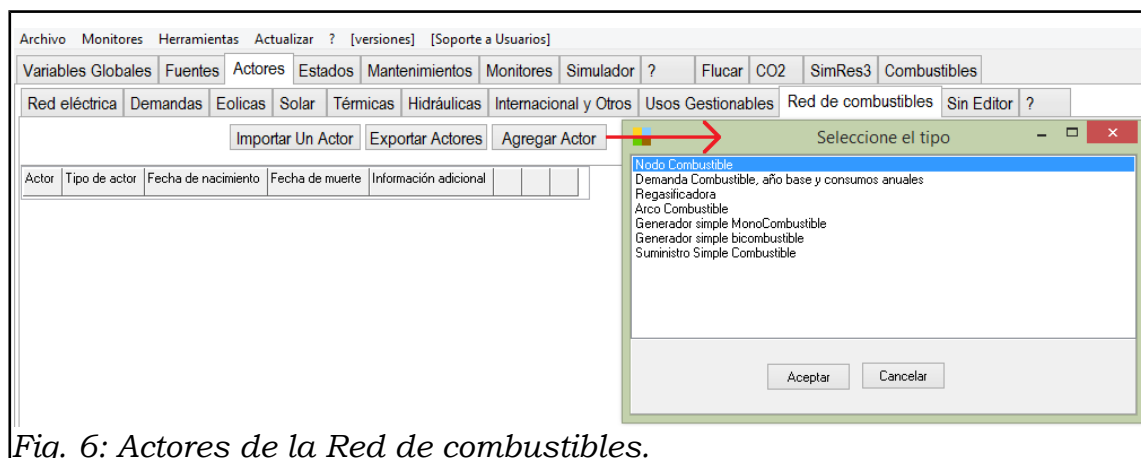 Archivo Monitores Herramientas Actualizar ? [versiones] [Soporte a Usuarios]
Variables Globales Fuentes Actores Estados Mantenimientos Monitores Simulador ? Flucar CO2 SimRes3 Combustibles
Red eléctrica Demandas Eolicas Solar Térmicas Hidráulicas Internacional y Otros Usos Gestionables Red de combustibles Sin Editor ?
Importar Un Actor Exportar Actores Agregar Actor
Actor Tipo de actor Fecha de nacimiento Fecha de muerte Información adicional
Seleccione el tipo
Nodo Combustible
Demanda Combustible, año base y consumos anuales
Regasificadora
Arco Combustible
Generador simple MonoCombustible
Generador simple bicombustible
Suministro Simple Combustible
Aceptar Cancelar
Fig. 6: Actores de la Red de combustibles.